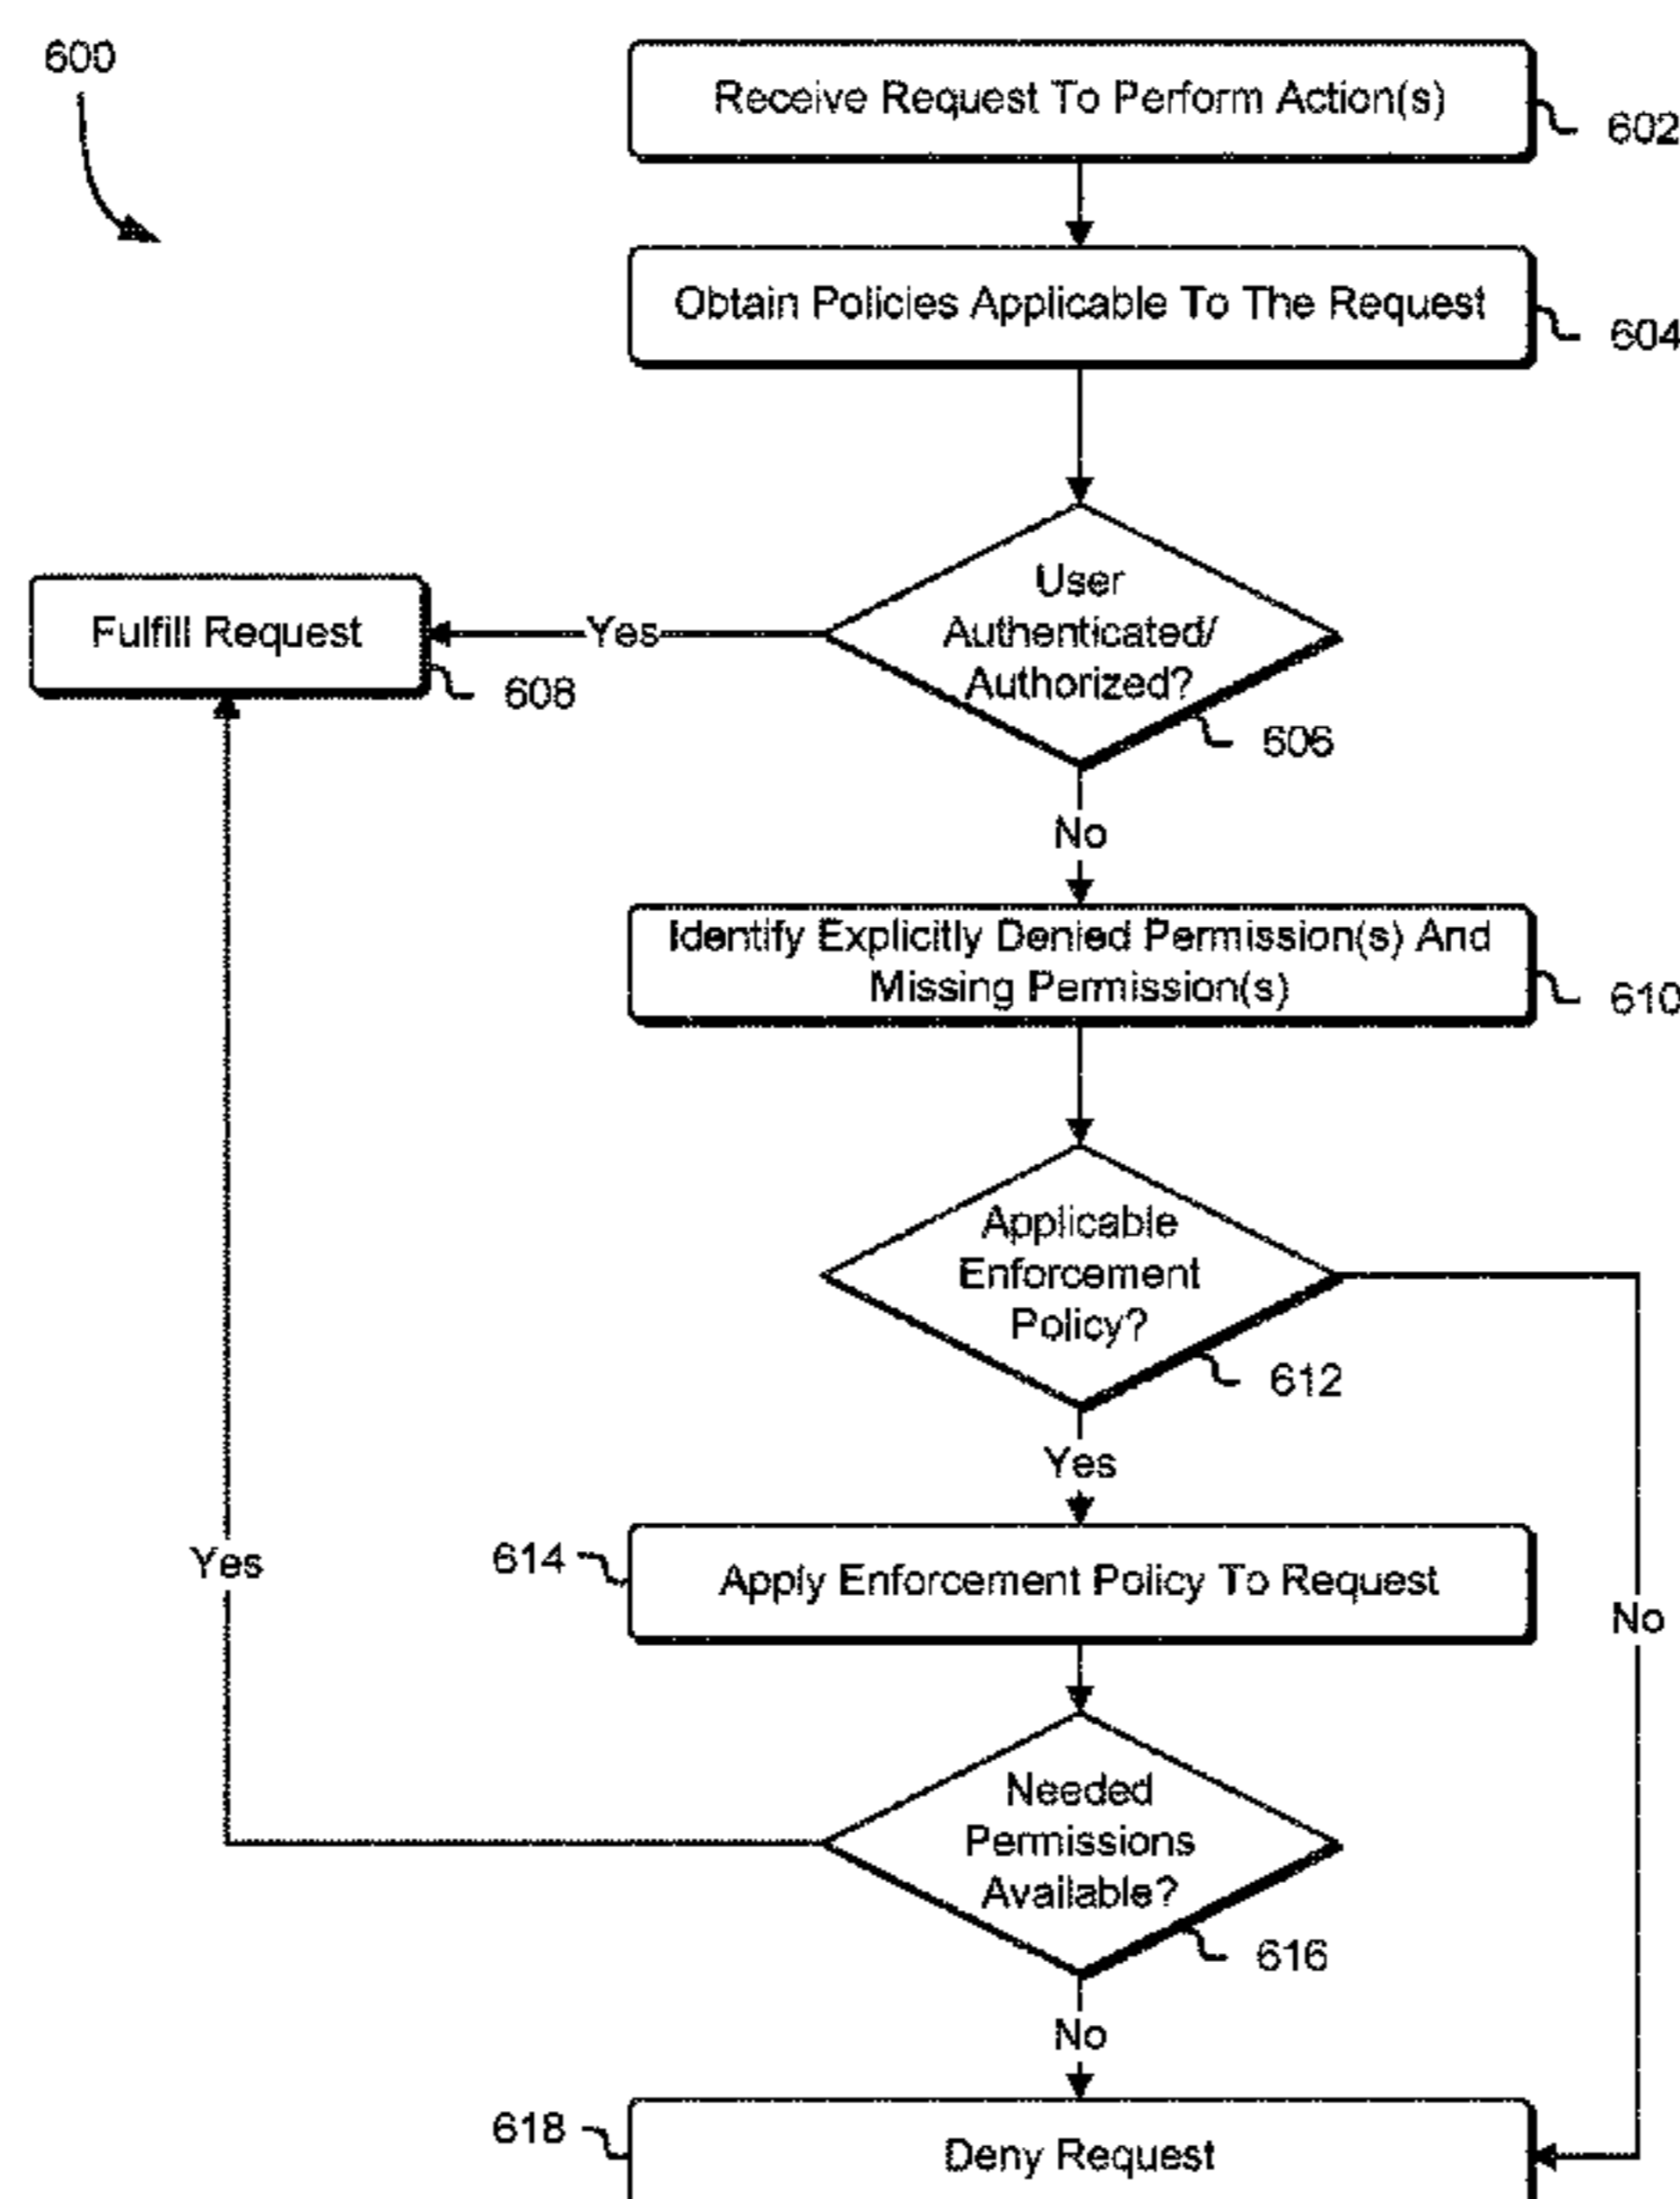 600
Receive Request To Perform Action(s)
602
Obtain Policies Applicable To The Request
604
User
Authenticated/
Authorized?
606
Yes
Fulfill Request
608
No
Identify Explicitly Denied Permission(s) And
Missing Permission(s)
610
Applicable
Enforcement
Policy?
612
Yes
614
Apply Enforcement Policy To Request
Yes
No
Needed
Permissions
Available?
616
No
618
Deny Request